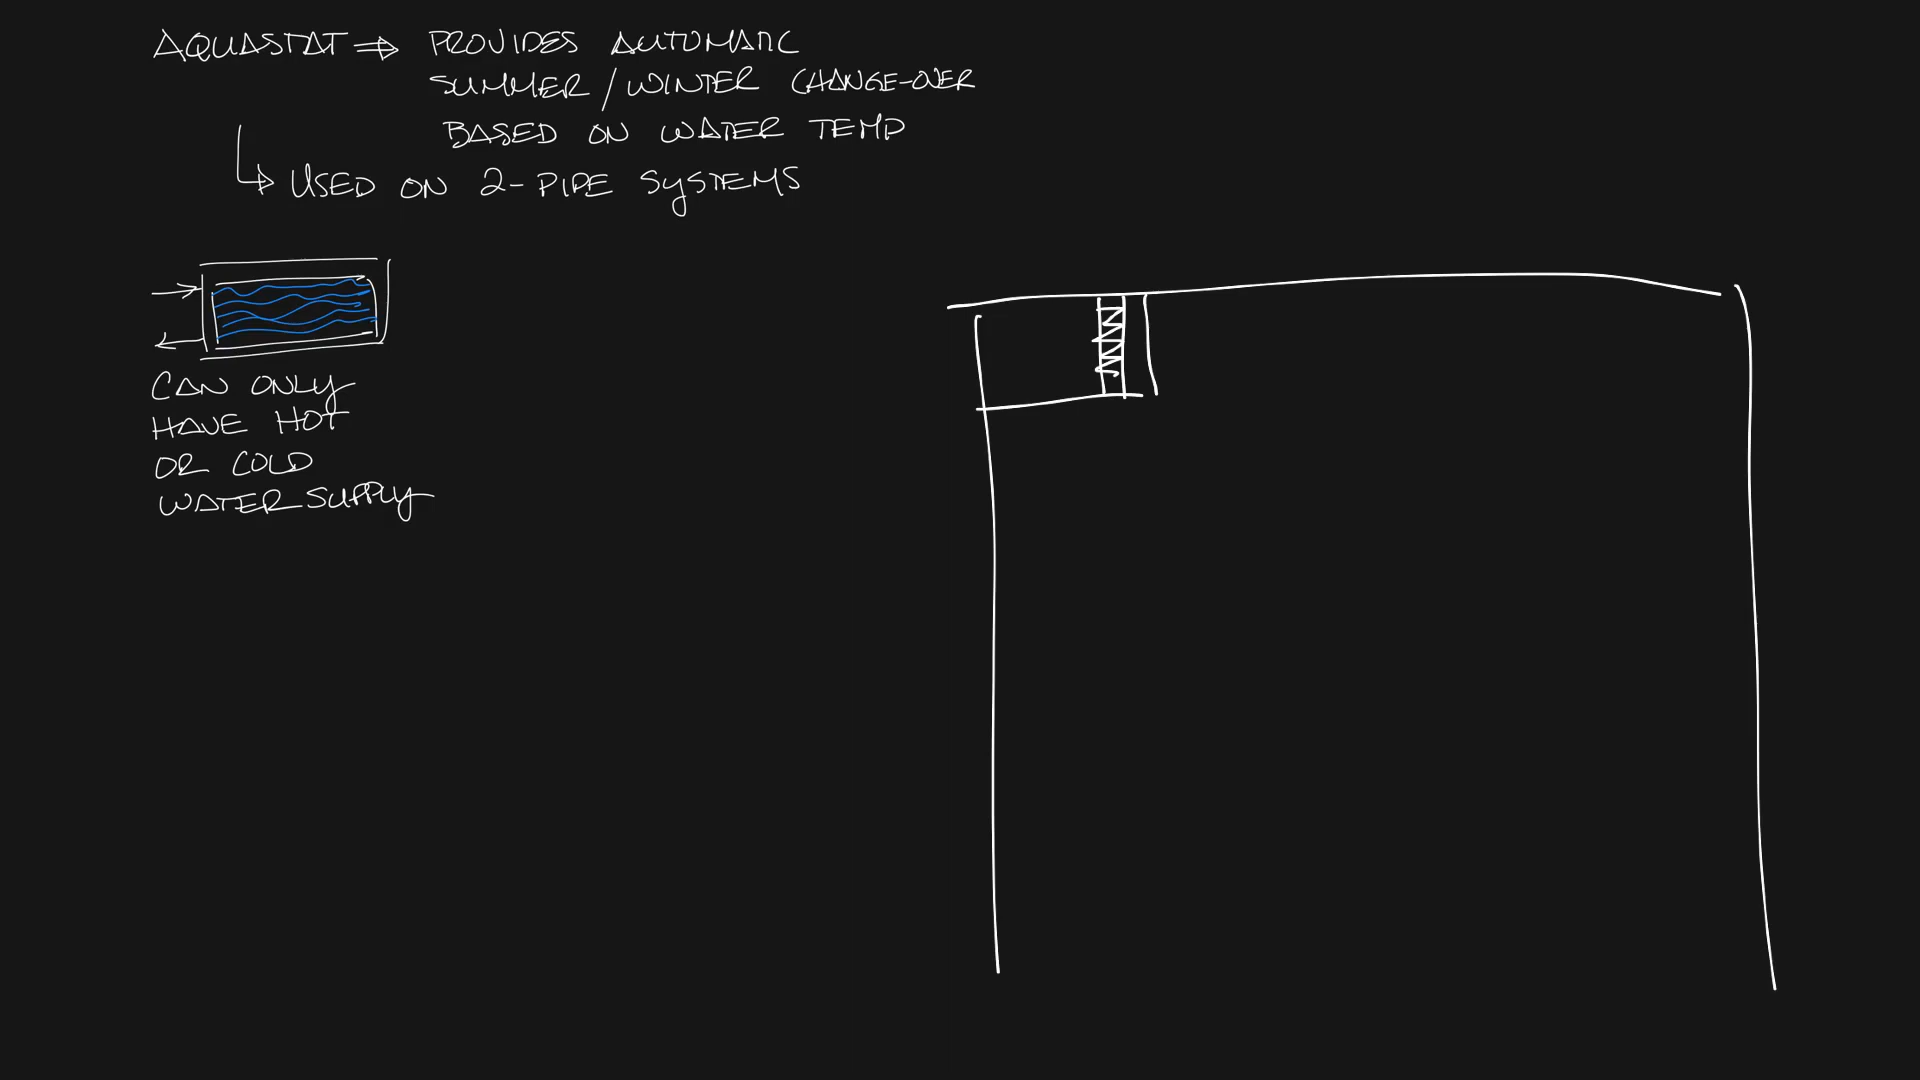 AQUASTAT ⇒ PROVIDES AUTOMATIC
SUMMER / WINTER CHANGE-OVER
BASED ON WATER TEMP
↳ USED ON 2-PIPE SYSTEMS
CAN ONLY
HAVE HOT
OR COLD
WATER SUPPLY